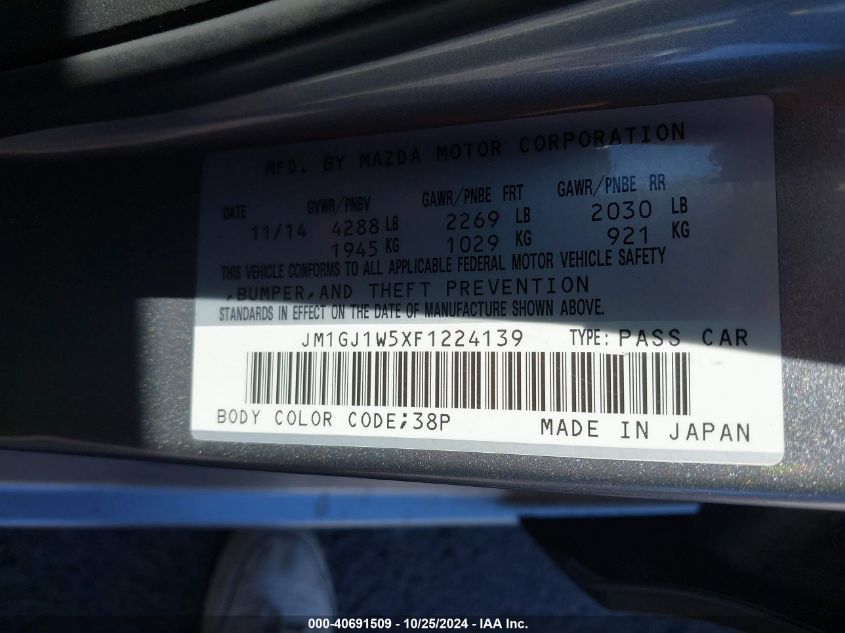 MFD. BY MAZDA MOTOR CORPORATION
DATE GVWR/PNBV GAWR/PNBE FRT GAWR/PNBE RR
11/14 4288 LB 2269 LB 2030 LB
1945 KG 1029 KG 921 KG
THIS VEHICLE CONFORMS TO ALL APPLICABLE FEDERAL MOTOR VEHICLE SAFETY
,BUMPER,AND THEFT PREVENTION
STANDARDS IN EFFECT ON THE DATE OF MANUFACTURE SHOWN ABOVE.
JM1GJ1W5XF1224139 TYPE: PASS CAR
BODY COLOR CODE;38P MADE IN JAPAN
000-40691509 - 10/25/2024 - IAA Inc.